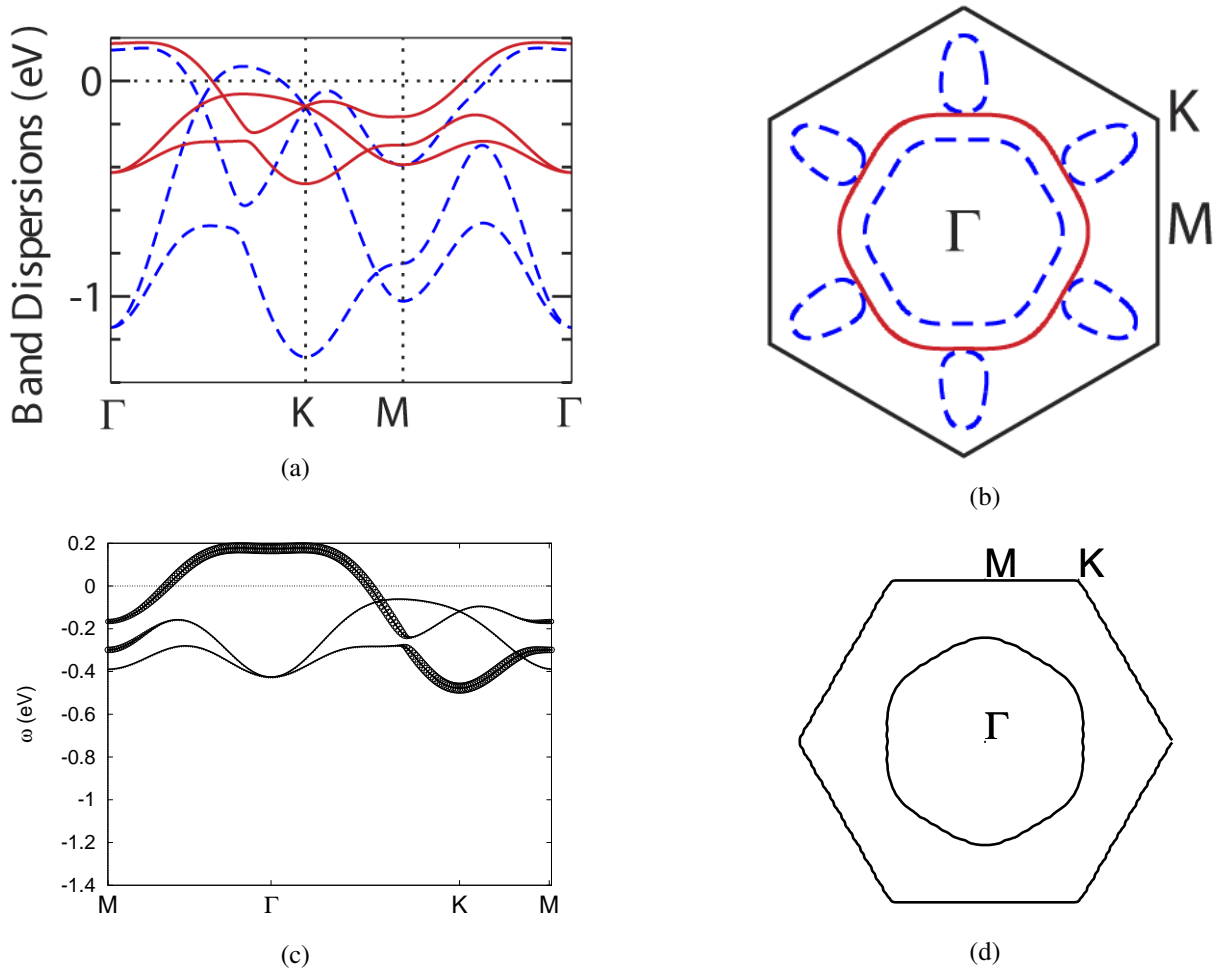 Band Dispersions (eV)
0
-1
Γ
K
M
Γ
(a)
K
M
Γ
(b)
0.2
0
-0.2
-0.4
-0.6
-0.8
-1
-1.2
-1.4
ω (eV)
M
Γ
K
M
(c)
M
K
Γ
(d)